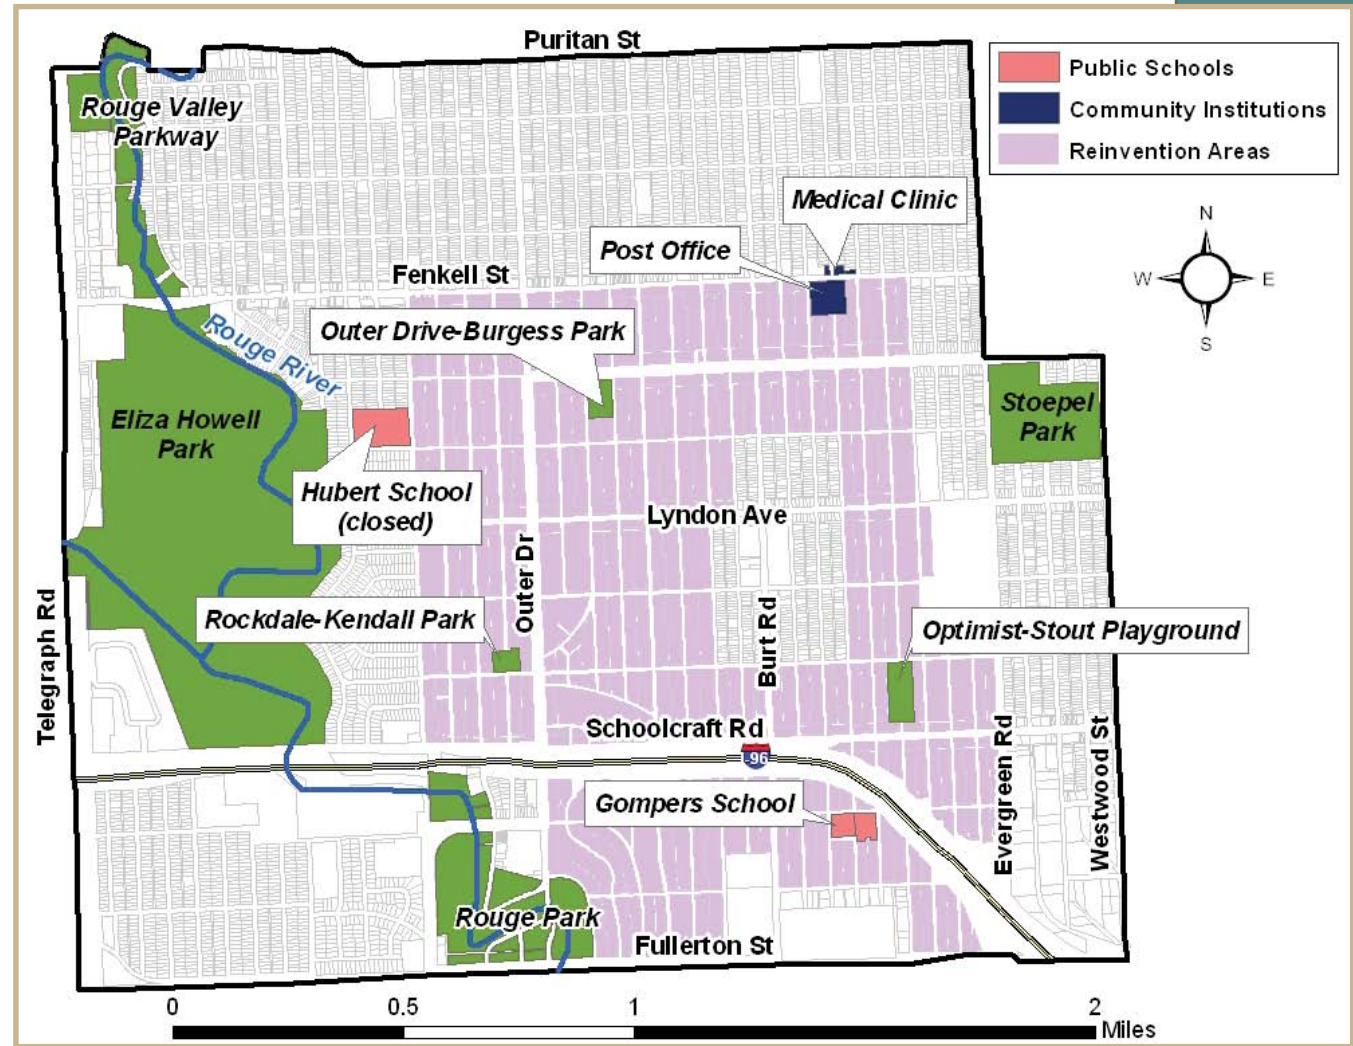 Puritan St
Public Schools
Community Institutions
Reinvention Areas
Rouge Valley
Parkway
Medical Clinic
N
W
E
S
Post Office
Fenkell St
Rouge River
Outer Drive-Burgess Park
Eliza Howell
Park
Stoepel
Park
Hubert School
(closed)
Lyndon Ave
Outer Dr
Telegraph Rd
Rockdale-Kendall Park
Burt Rd
Optimist-Stout Playground
Schoolcraft Rd
-96
Evergreen Rd
Westwood St
Gompers School
Rouge Park
Fullerton St
0
0.5
1
2
Miles